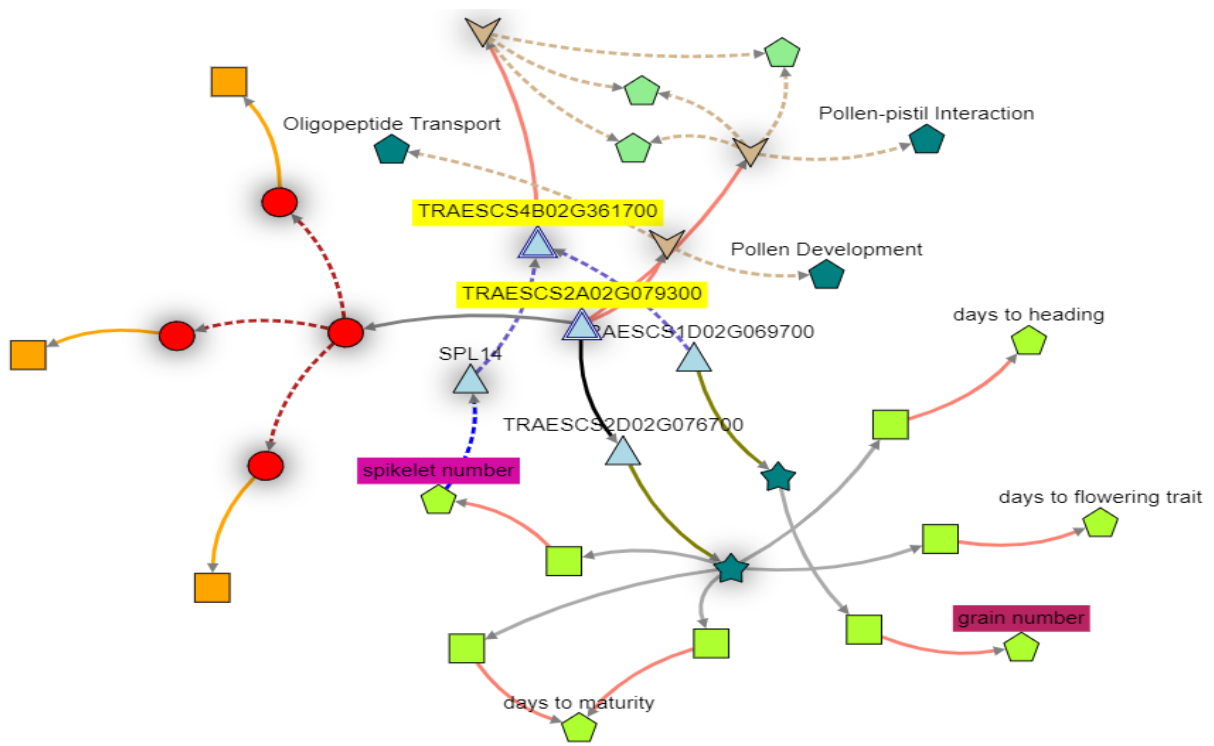 Pollen-pistil Interaction
Oligopeptide Transport
TRAESCS4B02G361700
Pollen Development
TRAESCS2A02G079300
days to heading
RAESCS1D02G069700
SPL14
TRAESCS2D02G076700
spikelet number
days to flowering trait
grain number
days to maturity